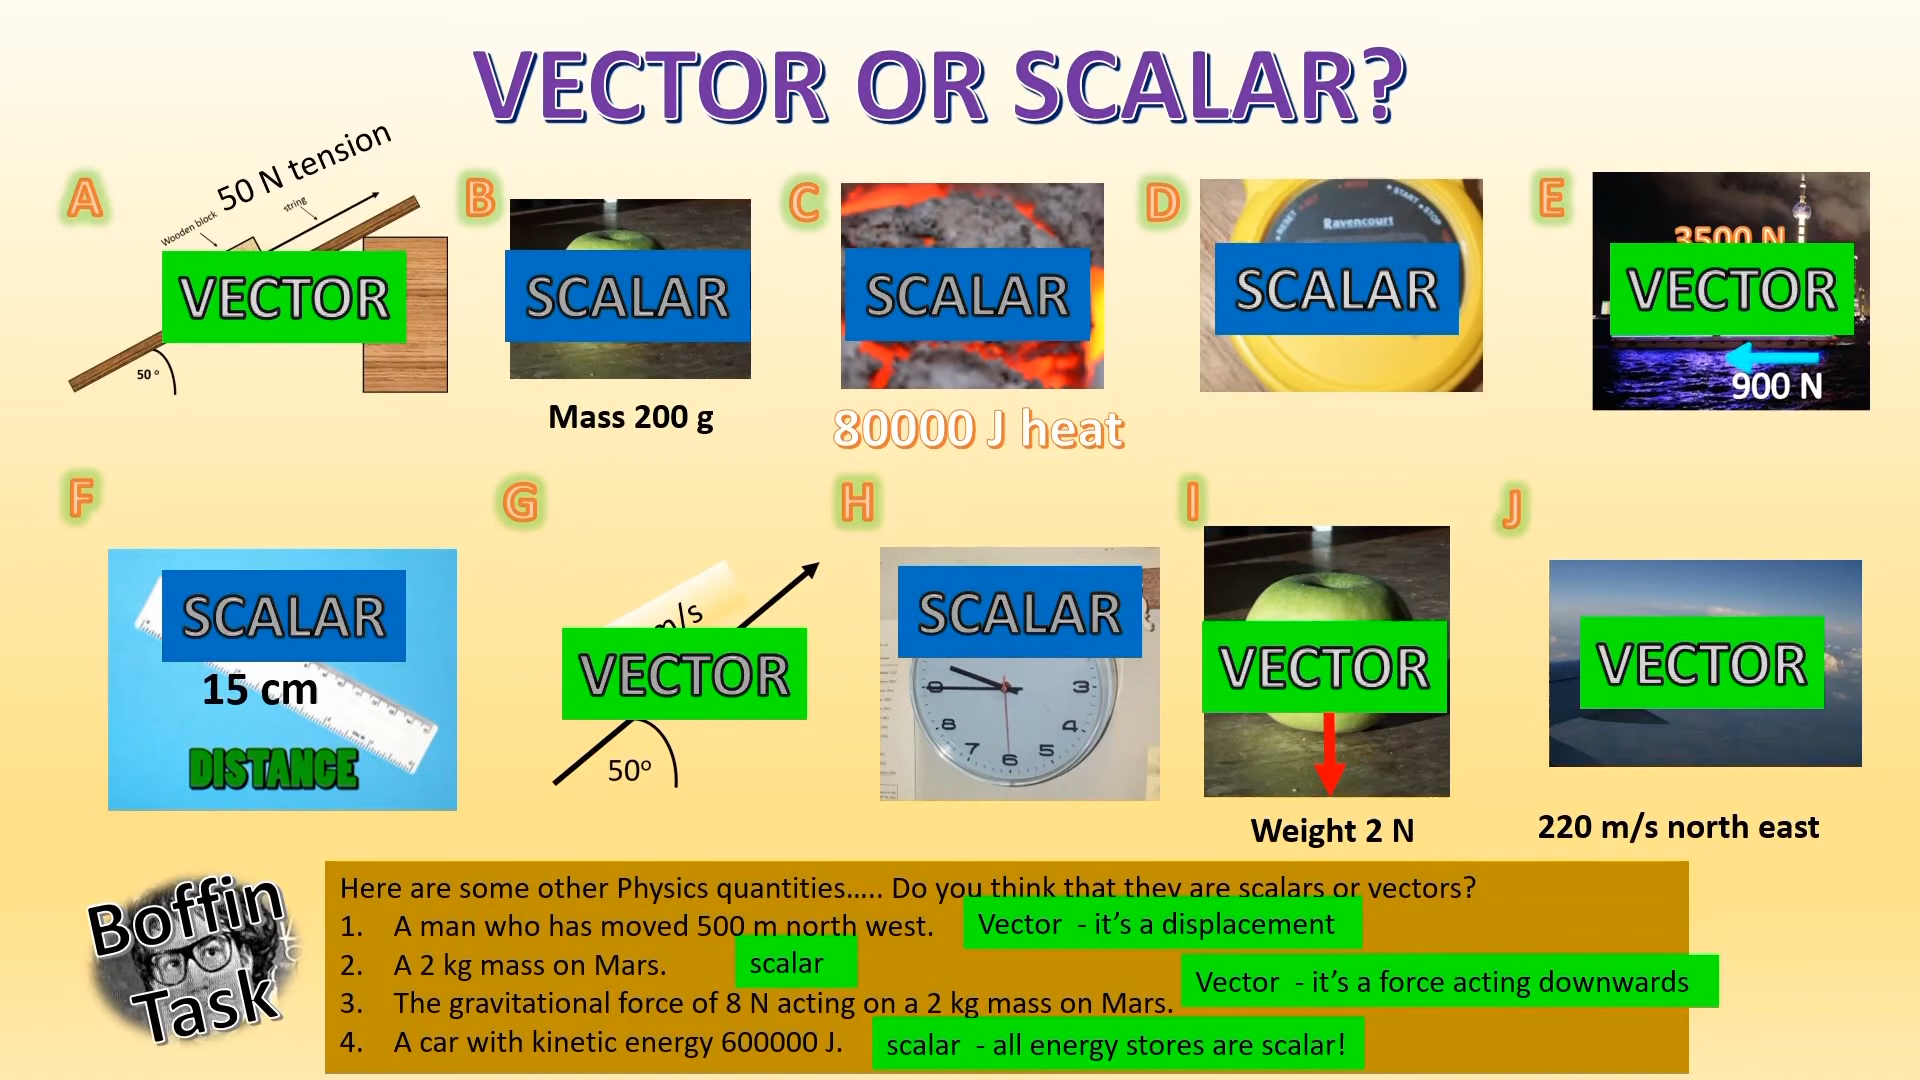 VECTOR OR SCALAR?
A
50 N tension
Wooden block
string
VECTOR
50 º
B
SCALAR
Mass 200 g
C
SCALAR
80000 J heat
D
RESET
START STOP
Ravencourt
SCALAR
E
3500 N
VECTOR
900 N
F
SCALAR
15 cm
DISTANCE
G
m/s
VECTOR
50º
H
SCALAR
9
3
8
4
7
5
6
I
VECTOR
Weight 2 N
J
VECTOR
220 m/s north east
Boffin
Task
Here are some other Physics quantities..... Do you think that they are scalars or vectors?
1. A man who has moved 500 m north west. Vector - it’s a displacement
2. A 2 kg mass on Mars. scalar
3. The gravitational force of 8 N acting on a 2 kg mass on Mars. Vector - it’s a force acting downwards
4. A car with kinetic energy 600000 J. scalar - all energy stores are scalar!